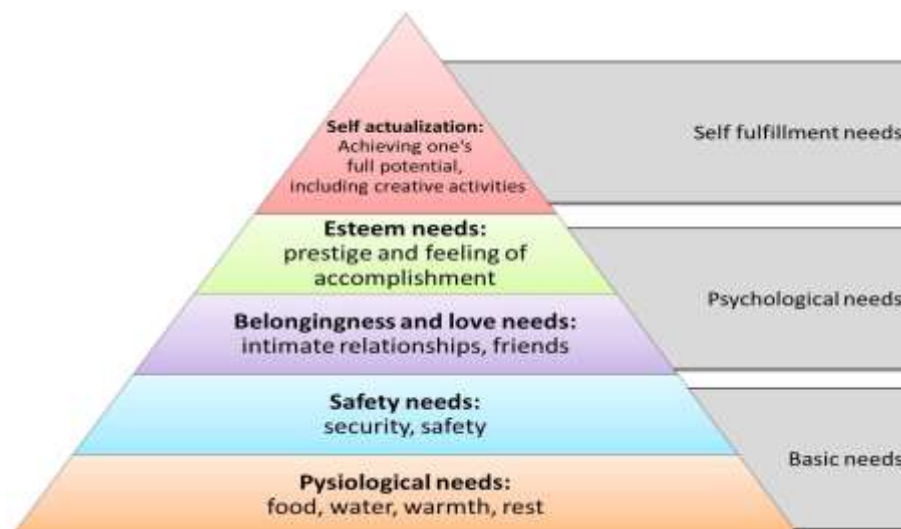 Self actualization:
Achieving one's
full potential,
including creative activities
Self fulfillment needs
Esteem needs:
prestige and feeling of
accomplishment
Belongingness and love needs:
intimate relationships, friends
Psychological needs
Safety needs:
security, safety
Pysiological needs:
food, water, warmth, rest
Basic needs